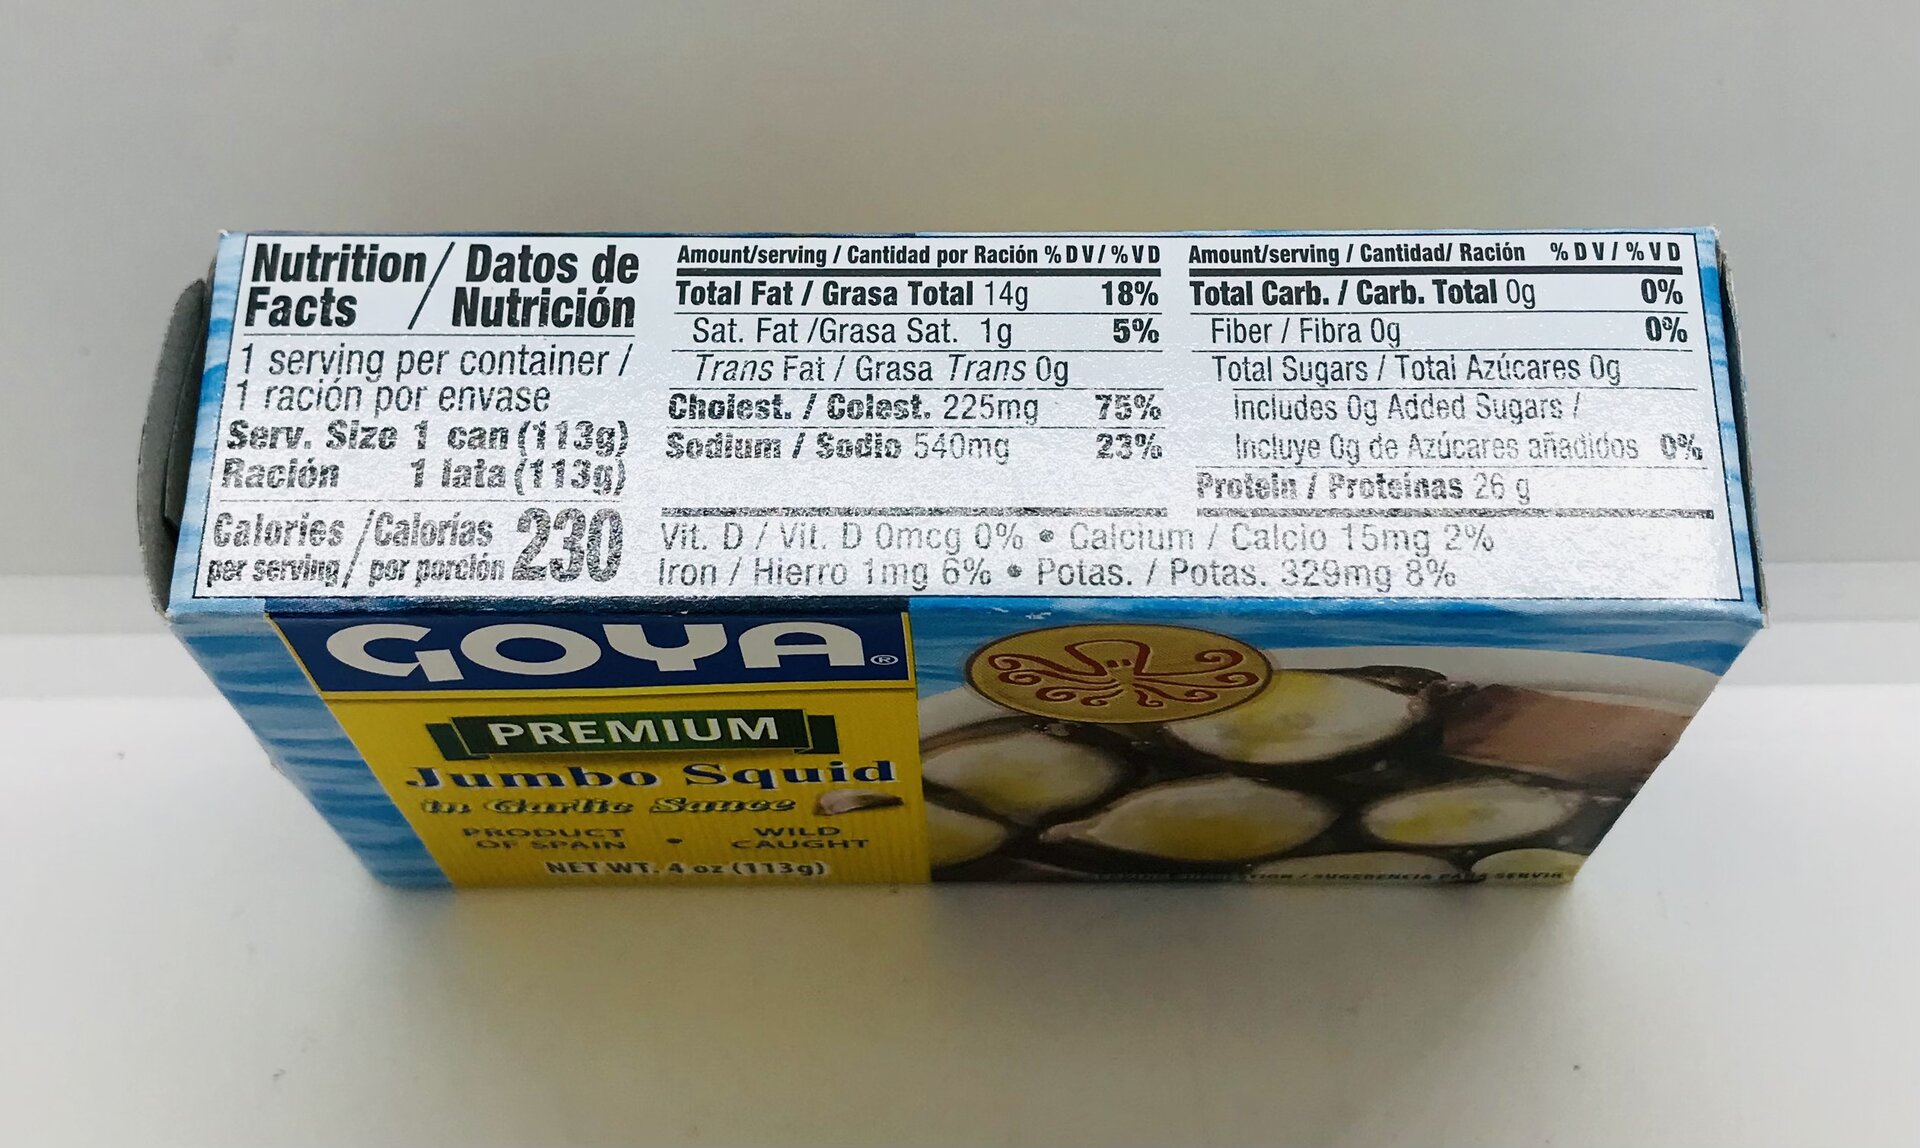 Nutrition / Datos de
Facts / Nutrición
1 serving per container /
1 ración por envase
Serv. Size 1 can (113g)
Ración 1 lata (113g)
Calories / Calorías 230
per serving / por porción
Amount/serving / Cantidad por Ración % D V / % V D
Total Fat / Grasa Total 14g 18%
Sat. Fat /Grasa Sat. 1g 5%
Trans Fat / Grasa Trans 0g
Cholest. / Colest. 225mg 75%
Sodium / Sodio 540mg 23%
Amount/serving / Cantidad/ Ración % D V / % V D
Total Carb. / Carb. Total 0g 0%
Fiber / Fibra 0g 0%
Total Sugars / Total Azúcares 0g
Includes 0g Added Sugars /
Incluye 0g de Azúcares añadidos 0%
Protein / Proteínas 26 g
Vit. D / Vit. D 0mcg 0% • Calcium / Calcio 15mg 2%
Iron / Hierro 1mg 6% • Potas. / Potas. 329mg 8%
GOYA®
PREMIUM
Jumbo Squid
in Garlic Sauce
PRODUCT OF SPAIN • WILD CAUGHT
NET WT. 4 oz (113g)
SUGERENCIA PARA SERVIR